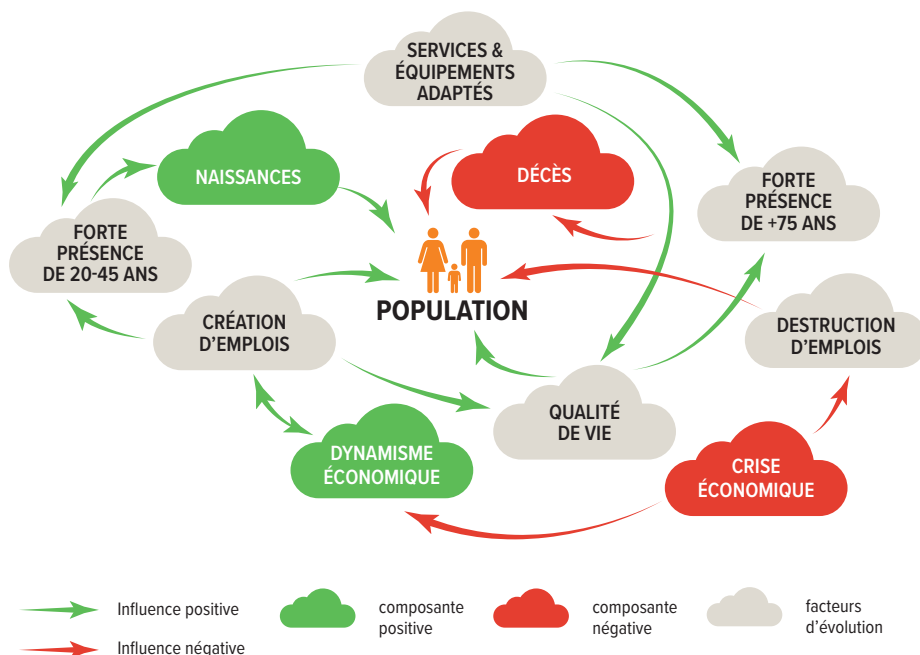 SERVICES &
ÉQUIPEMENTS
ADAPTÉS
NAISSANCES
DÉCÈS
FORTE
PRÉSENCE
DE +75 ANS
FORTE
PRÉSENCE
DE 20-45 ANS
POPULATION
CRÉATION
D'EMPLOIS
DESTRUCTION
D'EMPLOIS
QUALITÉ
DE VIE
DYNAMISME
ÉCONOMIQUE
CRISE
ÉCONOMIQUE
Influence positive
Influence négative
composante
positive
composante
négative
facteurs
d'évolution